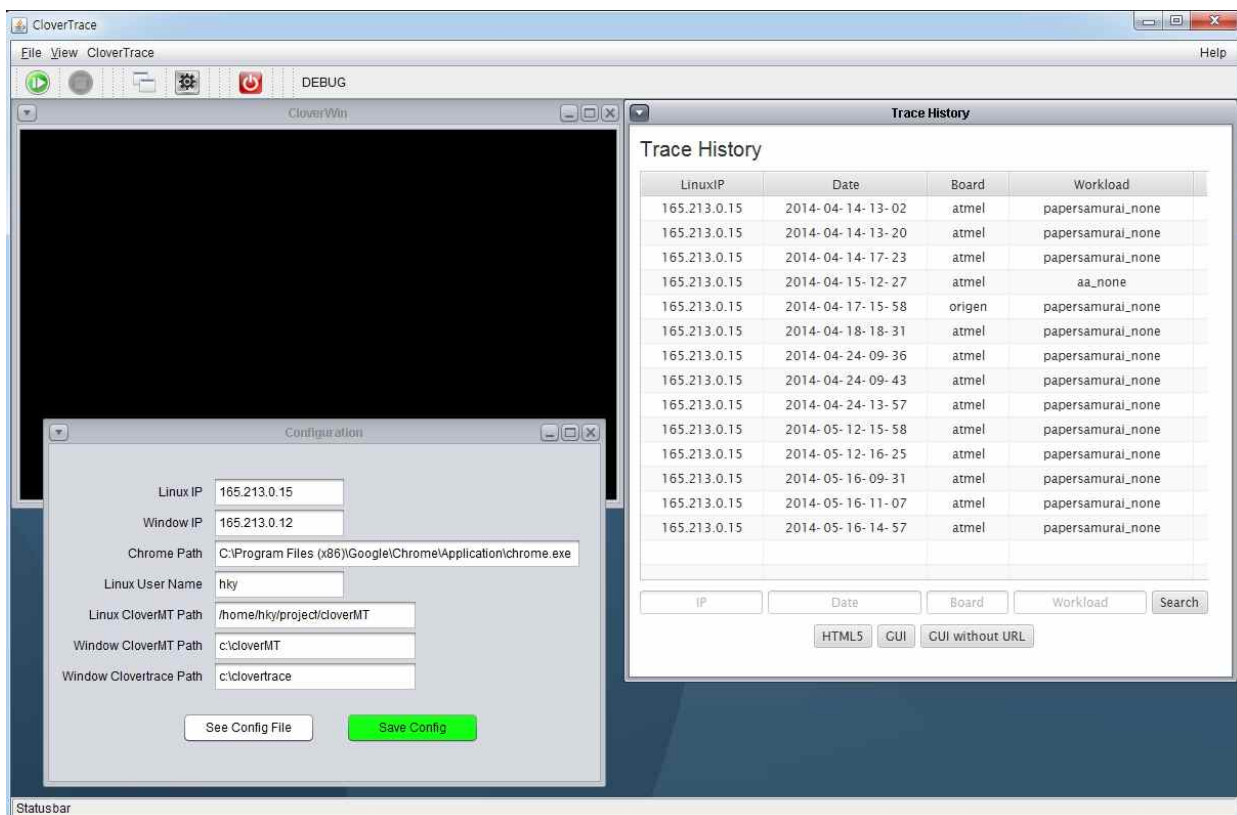 CloverTrace
File View CloverTrace Help
DEBUG
CloverWin
Trace History
Trace History
LinuxIP Date Board Workload
165.213.0.15 2014-04-14-13-02 atmel papersamurai_none
165.213.0.15 2014-04-14-13-20 atmel papersamurai_none
165.213.0.15 2014-04-14-17-23 atmel papersamurai_none
165.213.0.15 2014-04-15-12-27 atmel aa_none
165.213.0.15 2014-04-17-15-58 origen papersamurai_none
165.213.0.15 2014-04-18-18-31 atmel papersamurai_none
165.213.0.15 2014-04-24-09-36 atmel papersamurai_none
165.213.0.15 2014-04-24-09-43 atmel papersamurai_none
165.213.0.15 2014-04-24-13-57 atmel papersamurai_none
165.213.0.15 2014-05-12-15-58 atmel papersamurai_none
165.213.0.15 2014-05-12-16-25 atmel papersamurai_none
165.213.0.15 2014-05-16-09-31 atmel papersamurai_none
165.213.0.15 2014-05-16-11-07 atmel papersamurai_none
165.213.0.15 2014-05-16-14-57 atmel papersamurai_none
IP Date Board Workload Search
HTML5 GUI GUI without URL
Configuration
Linux IP 165.213.0.15
Window IP 165.213.0.12
Chrome Path C:\Program Files (x86)\Google\Chrome\Application\chrome.exe
Linux User Name hky
Linux CloverMT Path /home/hky/project/cloverMT
Window CloverMT Path c:\cloverMT
Window Clovertrace Path c:\clovertrace
See Config File Save Config
Statusbar